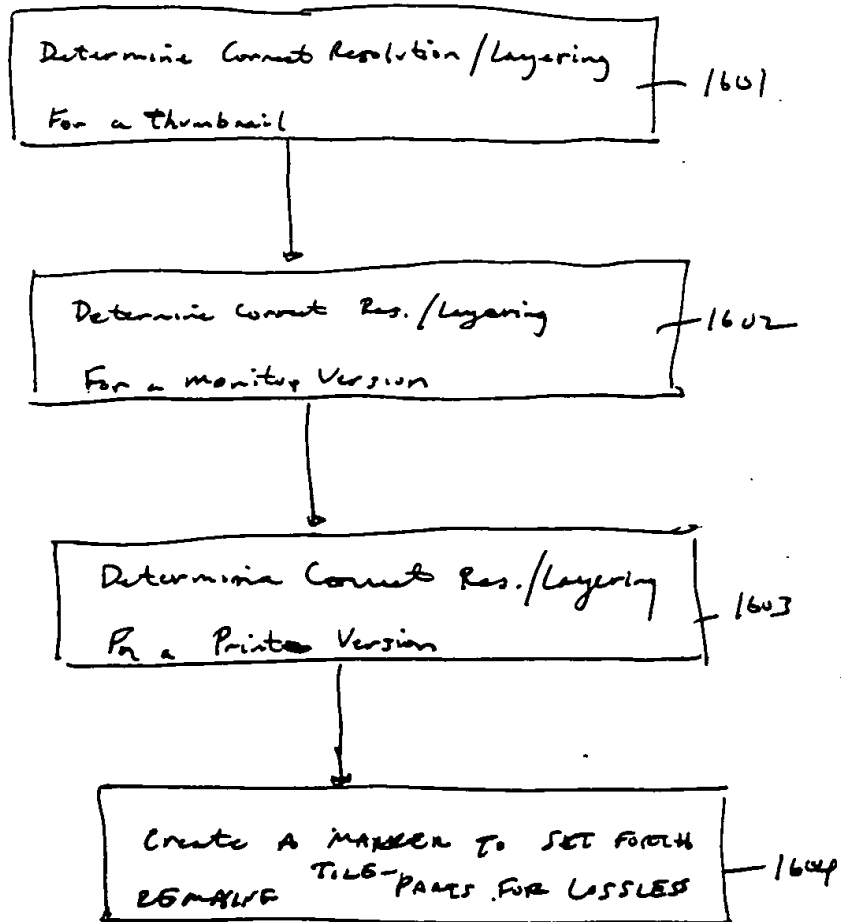 Determine Correct Resolution/Layering
1601
For a thumbnail
Determine Correct Res./Layering
1602
For a monitor Version
Determine Correct Res./Layering
1603
For a Print Version
Create A MARKER TO SET FORTH
1604
TILE-
PARTS FOR LOSSLESS